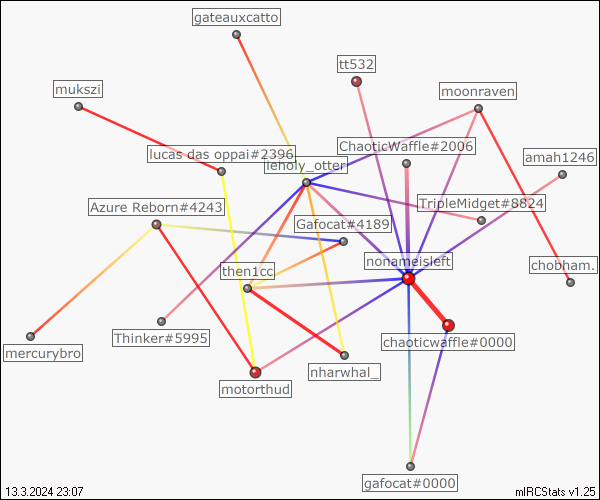 gateauxcatto
tt532
mukszi
moonraven
ChaoticWaffle#2006
lucas das oppai#2396
leholy_otter
amah1246
Azure Reborn#4243
TripleMidget#8824
Gafocat#4189
nonameisleft
then1cc
chobham.
Thinker#5995
chaoticwaffle#0000
mercurybro
nharwhal_
motorthud
gafocat#0000
13.3.2024 23:07
mIRCStats v1.25